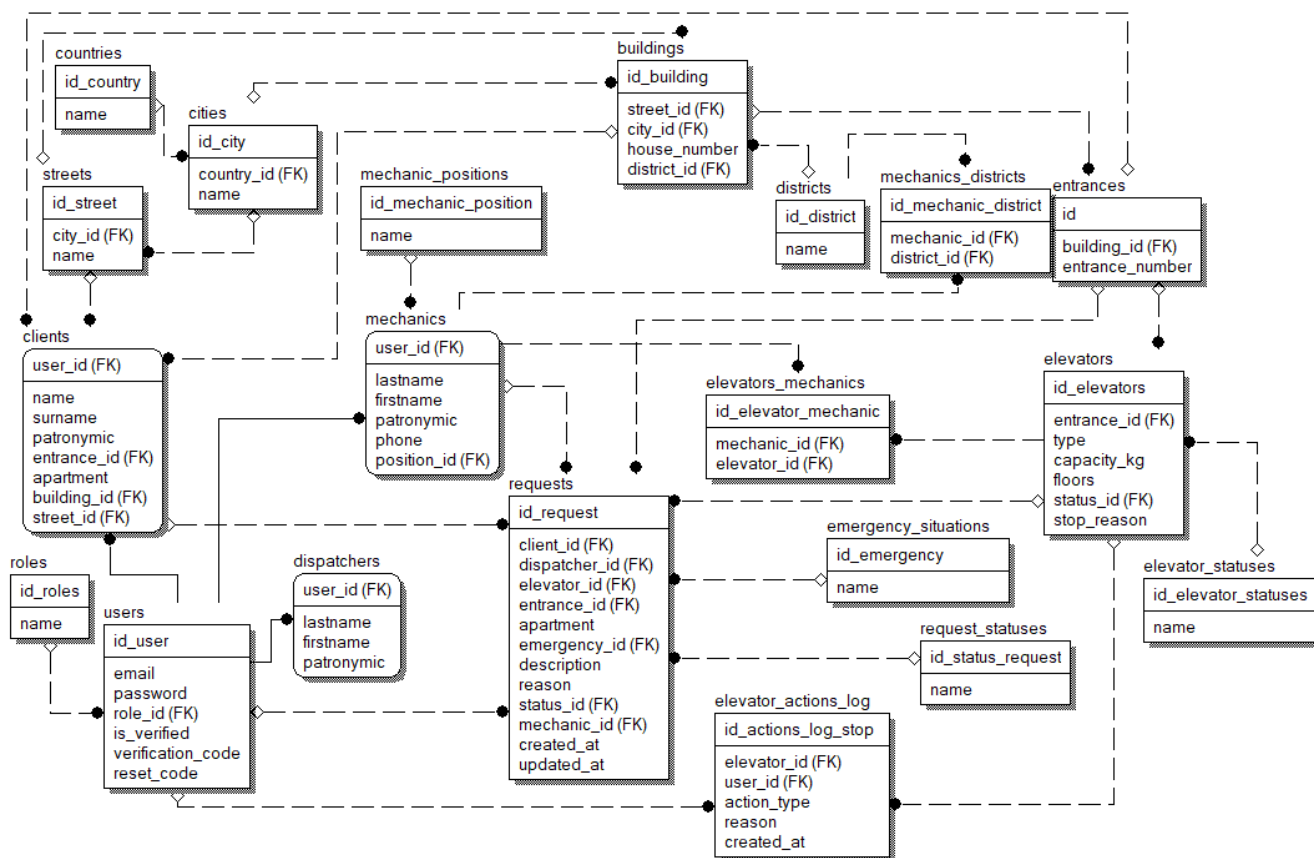 buildings
id_building
street_id (FK)
city_id (FK)
house_number
district_id (FK)
countries
id_country
name
cities
id_city
country_id (FK)
name
streets
id_street
city_id (FK)
name
mechanic_positions
id_mechanic_position
name
districts
id_district
name
mechanics_districts
id_mechanic_district
mechanic_id (FK)
district_id (FK)
entrances
id
building_id (FK)
entrance_number
clients
user_id (FK)
name
surname
patronymic
entrance_id (FK)
apartment
building_id (FK)
street_id (FK)
mechanics
user_id (FK)
lastname
firstname
patronymic
phone
position_id (FK)
elevators_mechanics
id_elevator_mechanic
mechanic_id (FK)
elevator_id (FK)
elevators
id_elevators
entrance_id (FK)
type
capacity_kg
floors
status_id (FK)
stop_reason
requests
id_request
client_id (FK)
dispatcher_id (FK)
elevator_id (FK)
entrance_id (FK)
apartment
emergency_id (FK)
description
reason
status_id (FK)
mechanic_id (FK)
created_at
updated_at
emergency_situations
id_emergency
name
elevator_statuses
id_elevator_statuses
name
roles
id_roles
name
users
id_user
email
password
role_id (FK)
is_verified
verification_code
reset_code
dispatchers
user_id (FK)
lastname
firstname
patronymic
request_statuses
id_status_request
name
elevator_actions_log
id_actions_log_stop
elevator_id (FK)
user_id (FK)
action_type
reason
created_at